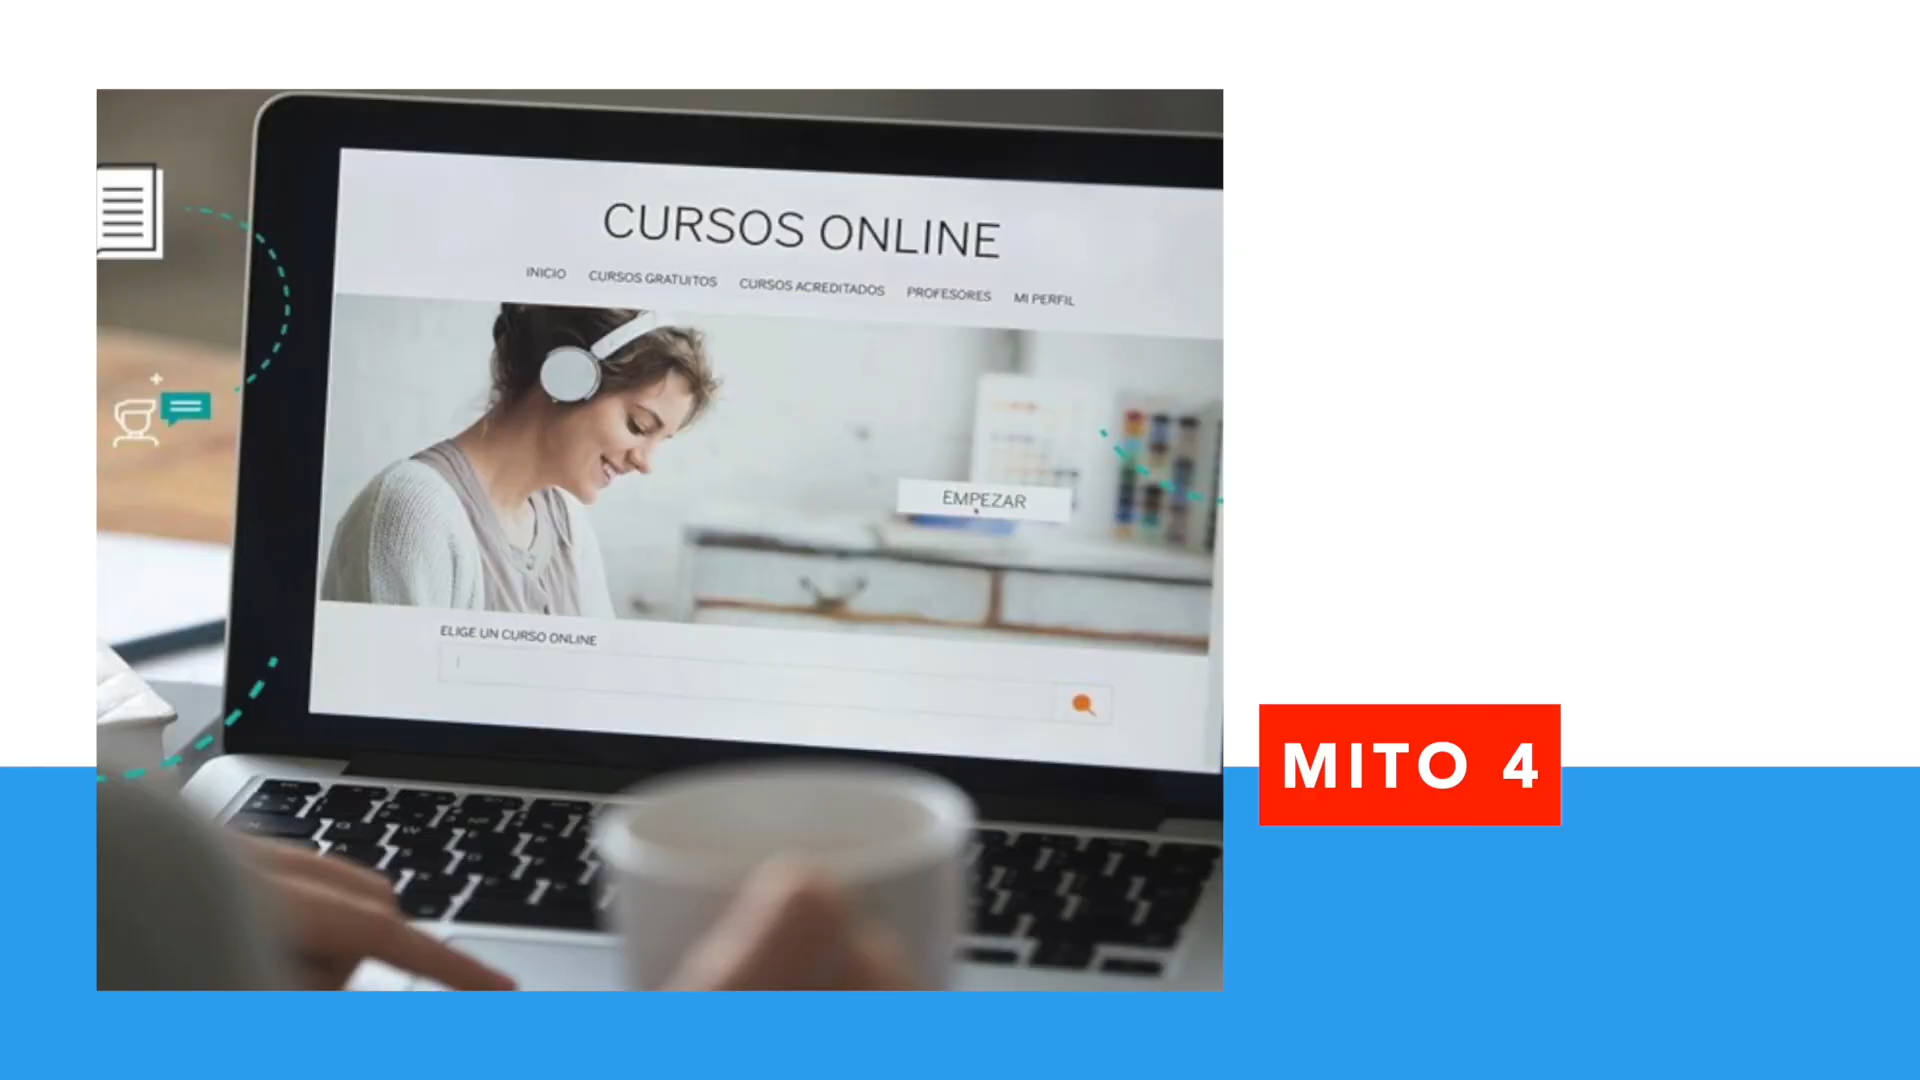 CURSOS ONLINE
INICIO CURSOS GRATUITOS CURSOS ACREDITADOS PROFESORES MI PERFIL
EMPEZAR
ELIGE UN CURSO ONLINE
MITO 4